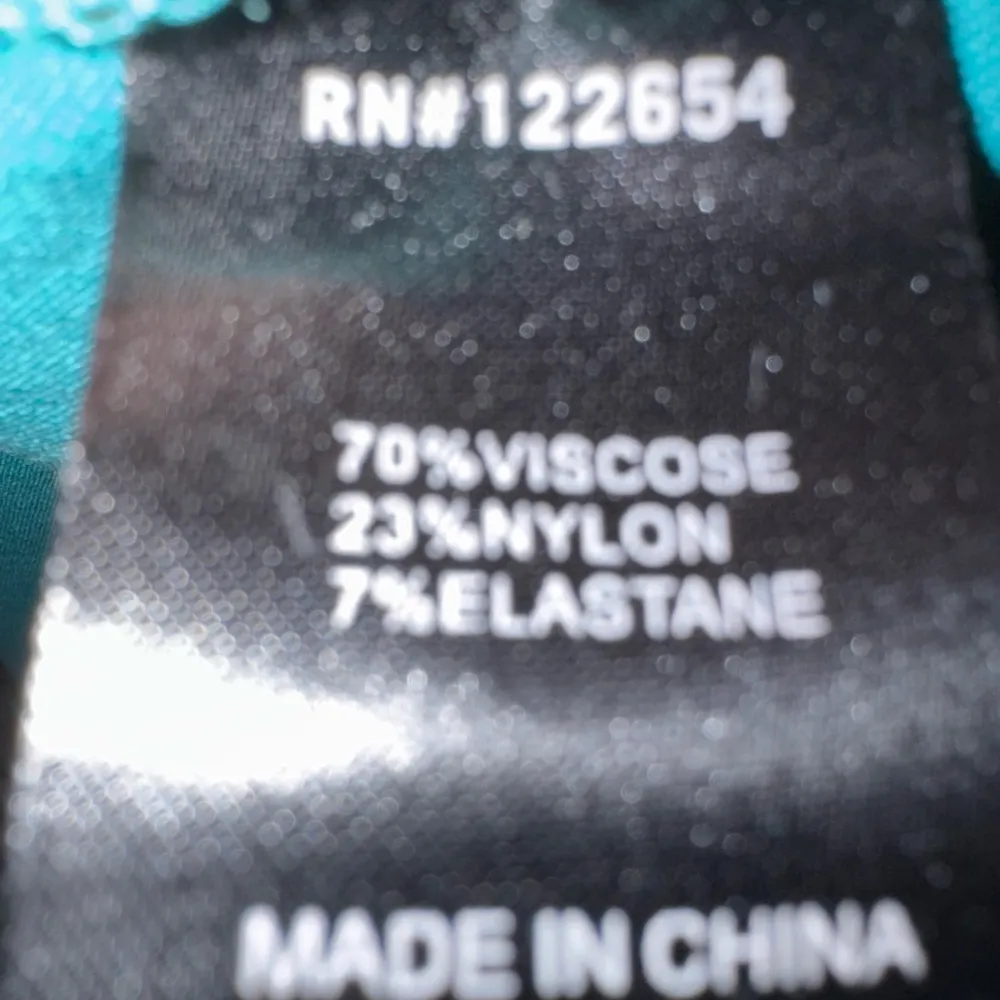 RN#122654
70%VISCOSE
23%NYLON
7%ELASTANE
MADE IN CHINA